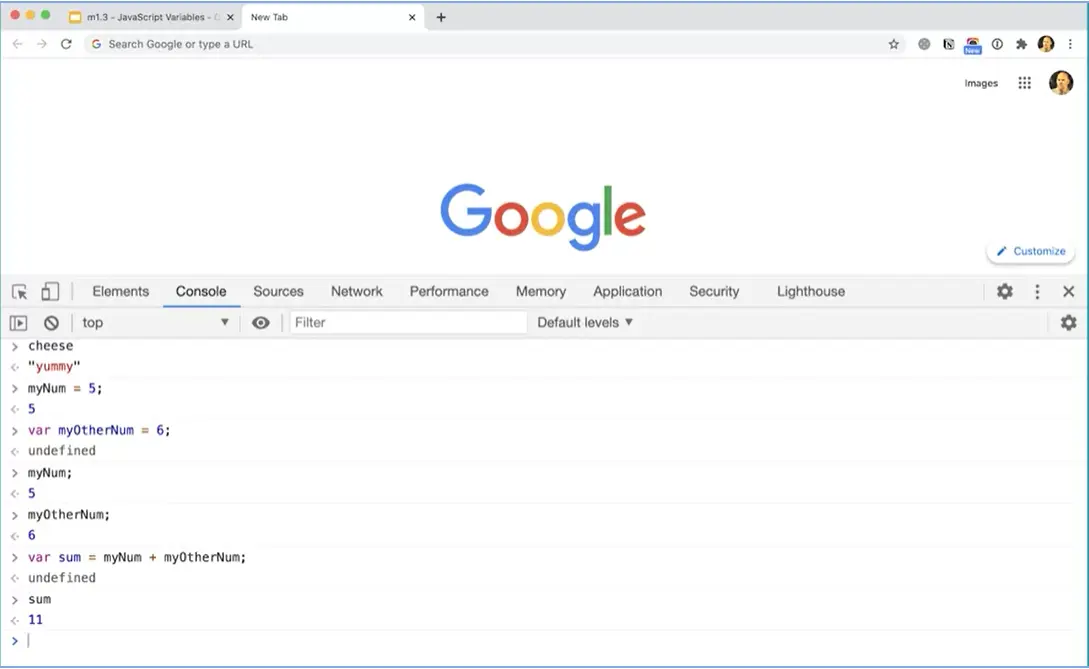 m1.3 - JavaScript Variables -
New Tab
Search Google or type a URL
New
Images
Google
Customize
Elements Console Sources Network Performance Memory Application Security Lighthouse
top Filter Default levels
> cheese
"yummy"
> myNum = 5;
5
> var myOtherNum = 6;
undefined
> myNum;
5
> myOtherNum;
6
> var sum = myNum + myOtherNum;
undefined
> sum
11
>